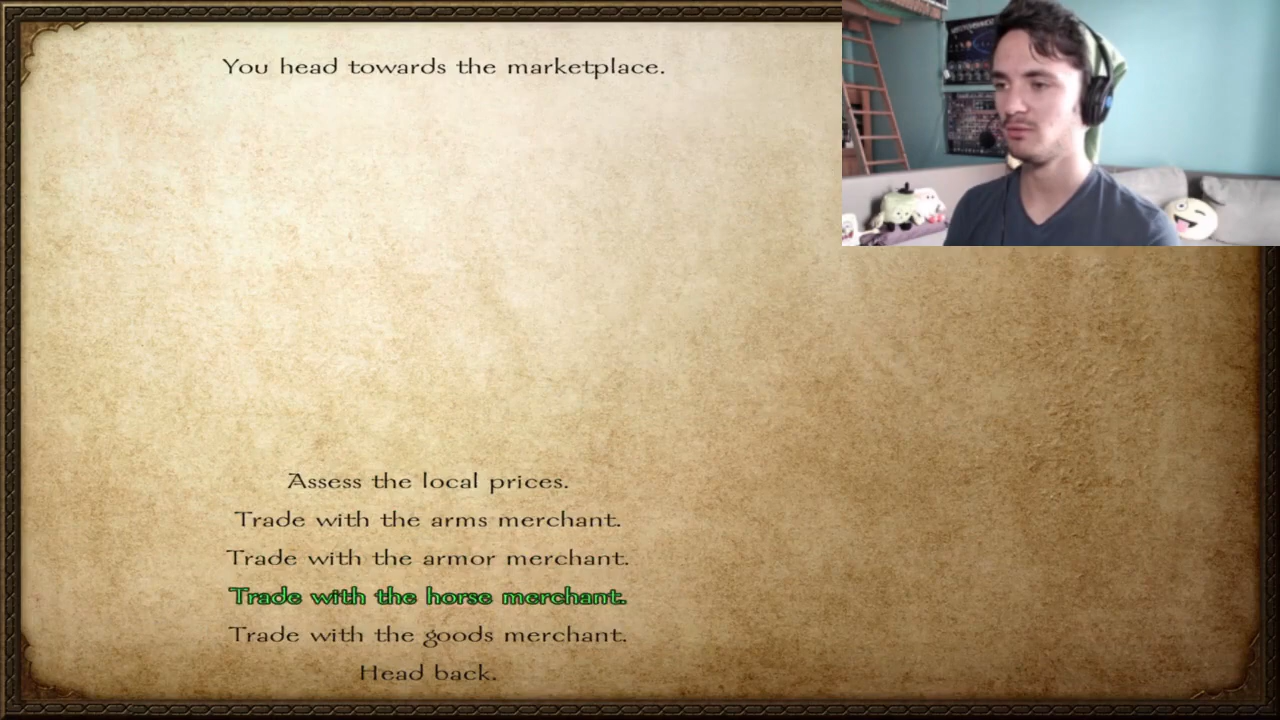 You head towards the marketplace.
Assess the local prices.
Trade with the arms merchant.
Trade with the armor merchant.
Trade with the horse merchant.
Trade with the goods merchant.
Head back.